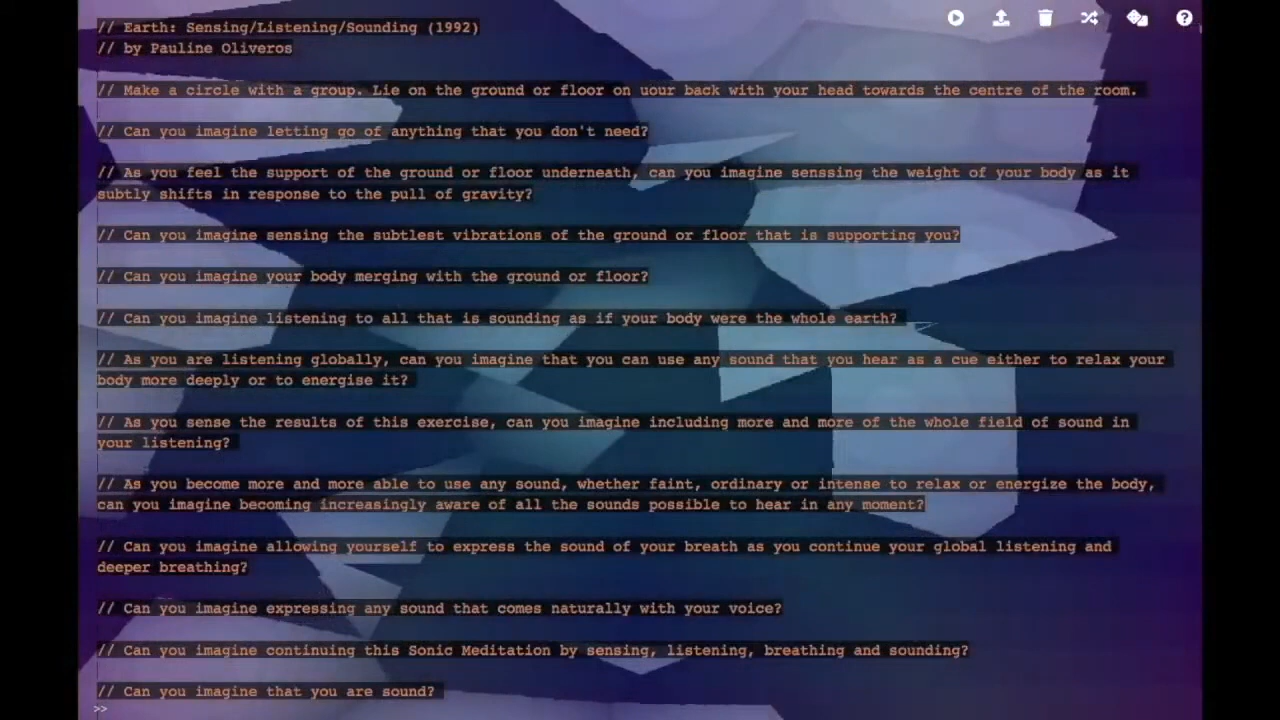 // Earth: Sensing/Listening/Sounding (1992)
// by Pauline Oliveros
// Make a circle with a group. Lie on the ground or floor on uour back with your head towards the centre of the room.
// Can you imagine letting go of anything that you don't need?
// As you feel the support of the ground or floor underneath, can you imagine senssing the weight of your body as it
subtly shifts in response to the pull of gravity?
// Can you imagine sensing the subtlest vibrations of the ground or floor that is supporting you?
// Can you imagine your body merging with the ground or floor?
// Can you imagine listening to all that is sounding as if your body were the whole earth?
// As you are listening globally, can you imagine that you can use any sound that you hear as a cue either to relax your
body more deeply or to energise it?
// As you sense the results of this exercise, can you imagine including more and more of the whole field of sound in
your listening?
// As you become more and more able to use any sound, whether faint, ordinary or intense to relax or energize the body,
can you imagine becoming increasingly aware of all the sounds possible to hear in any moment?
// Can you imagine allowing yourself to express the sound of your breath as you continue your global listening and
deeper breathing?
// Can you imagine expressing any sound that comes naturally with your voice?
// Can you imagine continuing this Sonic Meditation by sensing, listening, breathing and sounding?
// Can you imagine that you are sound?
>>